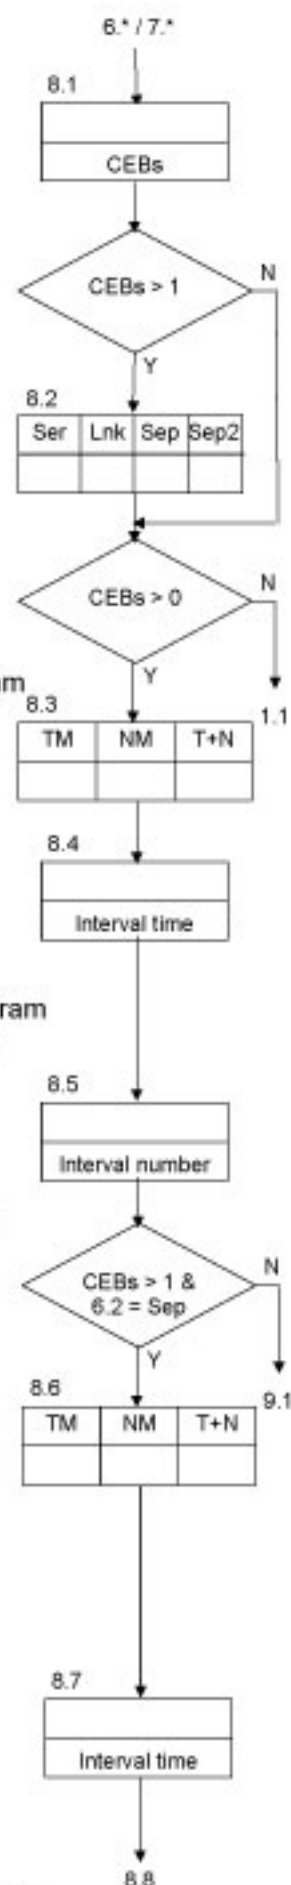 6.* / 7.*
8.1
CEBs
CEBs > 1
N
Y
8.2
Ser Lnk Sep Sep2
CEBs > 0
N
Y
1.1
8.3
TM NM T+N
8.4
Interval time
ram
8.5
Interval number
CEBs > 1 &
6.2 = Sep
N
Y
9.1
8.6
TM NM T+N
8.7
Interval time
8.8